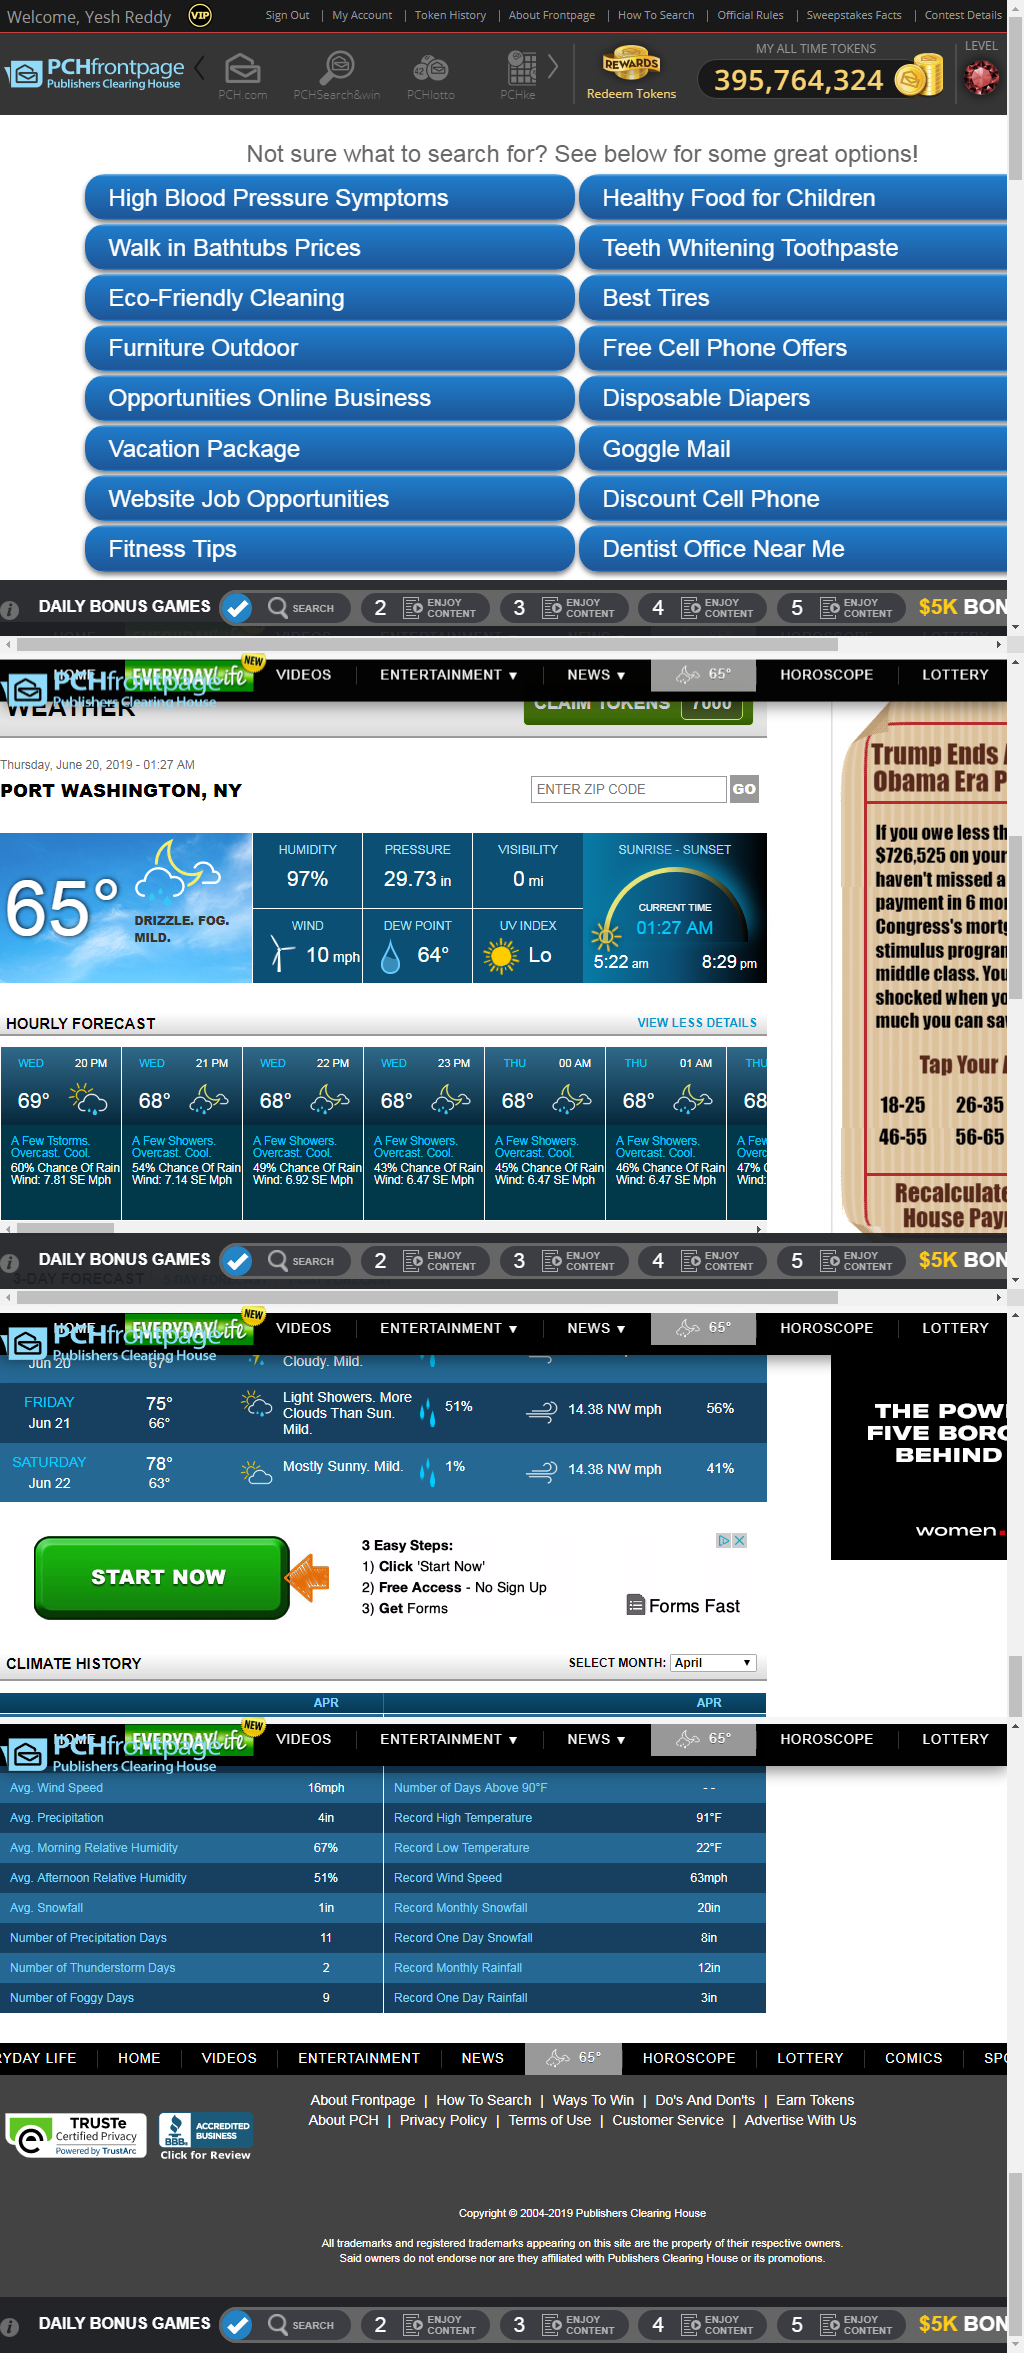 Welcome, Yesh Reddy VIP Sign Out | My Account | Token History | About Frontpage | How To Search | Official Rules | Sweepstakes Facts | Contest Details
PCHfrontpage
Publishers Clearing House
PCH.com PCHSearch&win PCHlotto PCHke
REWARDS
Redeem Tokens
MY ALL TIME TOKENS
395,764,324
LEVEL
Not sure what to search for? See below for some great options!
High Blood Pressure Symptoms Healthy Food for Children
Walk in Bathtubs Prices Teeth Whitening Toothpaste
Eco-Friendly Cleaning Best Tires
Furniture Outdoor Free Cell Phone Offers
Opportunities Online Business Disposable Diapers
Vacation Package Goggle Mail
Website Job Opportunities Discount Cell Phone
Fitness Tips Dentist Office Near Me
DAILY BONUS GAMES SEARCH 2 ENJOY CONTENT 3 ENJOY CONTENT 4 ENJOY CONTENT 5 ENJOY CONTENT $5K BON
HOME EVERYDAY life NEW VIDEOS ENTERTAINMENT ▼ NEWS ▼ 65° HOROSCOPE LOTTERY
PCHfrontpage
Publishers Clearing House
WEATHER CLAIM TOKENS 7000
Thursday, June 20, 2019 - 01:27 AM
PORT WASHINGTON, NY ENTER ZIP CODE GO
65°
DRIZZLE. FOG.
MILD.
HUMIDITY PRESSURE VISIBILITY SUNRISE - SUNSET
97% 29.73 in 0 mi
CURRENT TIME
01:27 AM
WIND DEW POINT UV INDEX
10 mph 64° Lo
5:22 am 8:29 pm
HOURLY FORECAST VIEW LESS DETAILS
WED 20 PM WED 21 PM WED 22 PM WED 23 PM THU 00 AM THU 01 AM THU
69° 68° 68° 68° 68° 68° 68
A Few Tstorms. A Few Showers. A Few Showers. A Few Showers. A Few Showers. A Few Showers. A Few
Overcast. Cool. Overcast. Cool. Overcast. Cool. Overcast. Cool. Overcast. Cool. Overcast. Cool. Overc
60% Chance Of Rain 54% Chance Of Rain 49% Chance Of Rain 43% Chance Of Rain 45% Chance Of Rain 46% Chance Of Rain 47% C
Wind: 7.81 SE Mph Wind: 7.14 SE Mph Wind: 6.92 SE Mph Wind: 6.47 SE Mph Wind: 6.47 SE Mph Wind: 6.47 SE Mph Wind:
Trump Ends A
Obama Era P
If you owe less th
$726,525 on your
haven't missed a
payment in 6 mon
Congress's mortg
stimulus program
middle class. You
shocked when yo
much you can sav
Tap Your A
18-25 26-35
46-55 56-65
Recalculate
House Payn
DAILY BONUS GAMES SEARCH 2 ENJOY CONTENT 3 ENJOY CONTENT 4 ENJOY CONTENT 5 ENJOY CONTENT $5K BON
3-DAY FORECAST
HOME EVERYDAY life NEW VIDEOS ENTERTAINMENT ▼ NEWS ▼ 65° HOROSCOPE LOTTERY
PCHfrontpage
Publishers Clearing House
Jun 20 67° Cloudy. Mild.
FRIDAY 75° Light Showers. More
Jun 21 66° Clouds Than Sun. 51% 14.38 NW mph 56%
Mild.
SATURDAY 78° Mostly Sunny. Mild. 1% 14.38 NW mph 41%
Jun 22 63°
THE POWE
FIVE BORO
BEHIND
women.
START NOW
3 Easy Steps:
1) Click 'Start Now'
2) Free Access - No Sign Up
3) Get Forms
Forms Fast
CLIMATE HISTORY SELECT MONTH: April ▼
APR APR
HOME EVERYDAY life NEW VIDEOS ENTERTAINMENT ▼ NEWS ▼ 65° HOROSCOPE LOTTERY
PCHfrontpage
Publishers Clearing House
Avg. Wind Speed 16mph Number of Days Above 90°F - -
Avg. Precipitation 4in Record High Temperature 91°F
Avg. Morning Relative Humidity 67% Record Low Temperature 22°F
Avg. Afternoon Relative Humidity 51% Record Wind Speed 63mph
Avg. Snowfall 1in Record Monthly Snowfall 20in
Number of Precipitation Days 11 Record One Day Snowfall 8in
Number of Thunderstorm Days 2 Record Monthly Rainfall 12in
Number of Foggy Days 9 Record One Day Rainfall 3in
RYDAY LIFE HOME VIDEOS ENTERTAINMENT NEWS 65° HOROSCOPE LOTTERY COMICS SPO
About Frontpage | How To Search | Ways To Win | Do's And Don'ts | Earn Tokens
About PCH | Privacy Policy | Terms of Use | Customer Service | Advertise With Us
TRUSTe
Certified Privacy
Powered by TrustArc
BBB. ACCREDITED BUSINESS
Click for Review
Copyright © 2004-2019 Publishers Clearing House
All trademarks and registered trademarks appearing on this site are the property of their respective owners.
Said owners do not endorse nor are they affiliated with Publishers Clearing House or its promotions.
DAILY BONUS GAMES SEARCH 2 ENJOY CONTENT 3 ENJOY CONTENT 4 ENJOY CONTENT 5 ENJOY CONTENT $5K BON